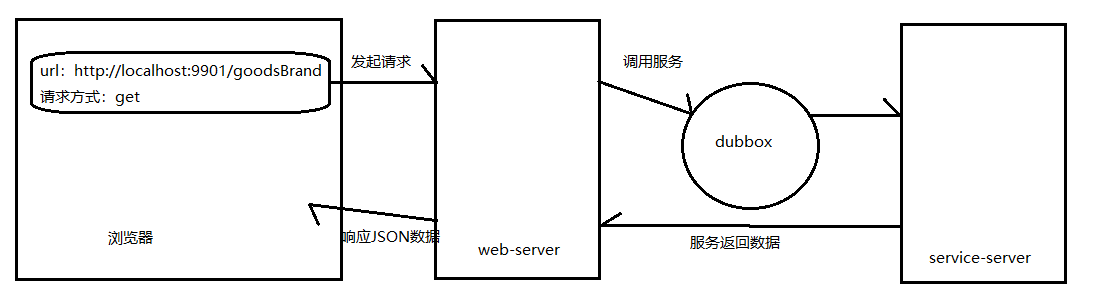 url：http://localhost:9901/goodsBrand
请求方式：get
发起请求
调用服务
dubbox
浏览器
响应JSON数据
web-server
服务返回数据
service-server